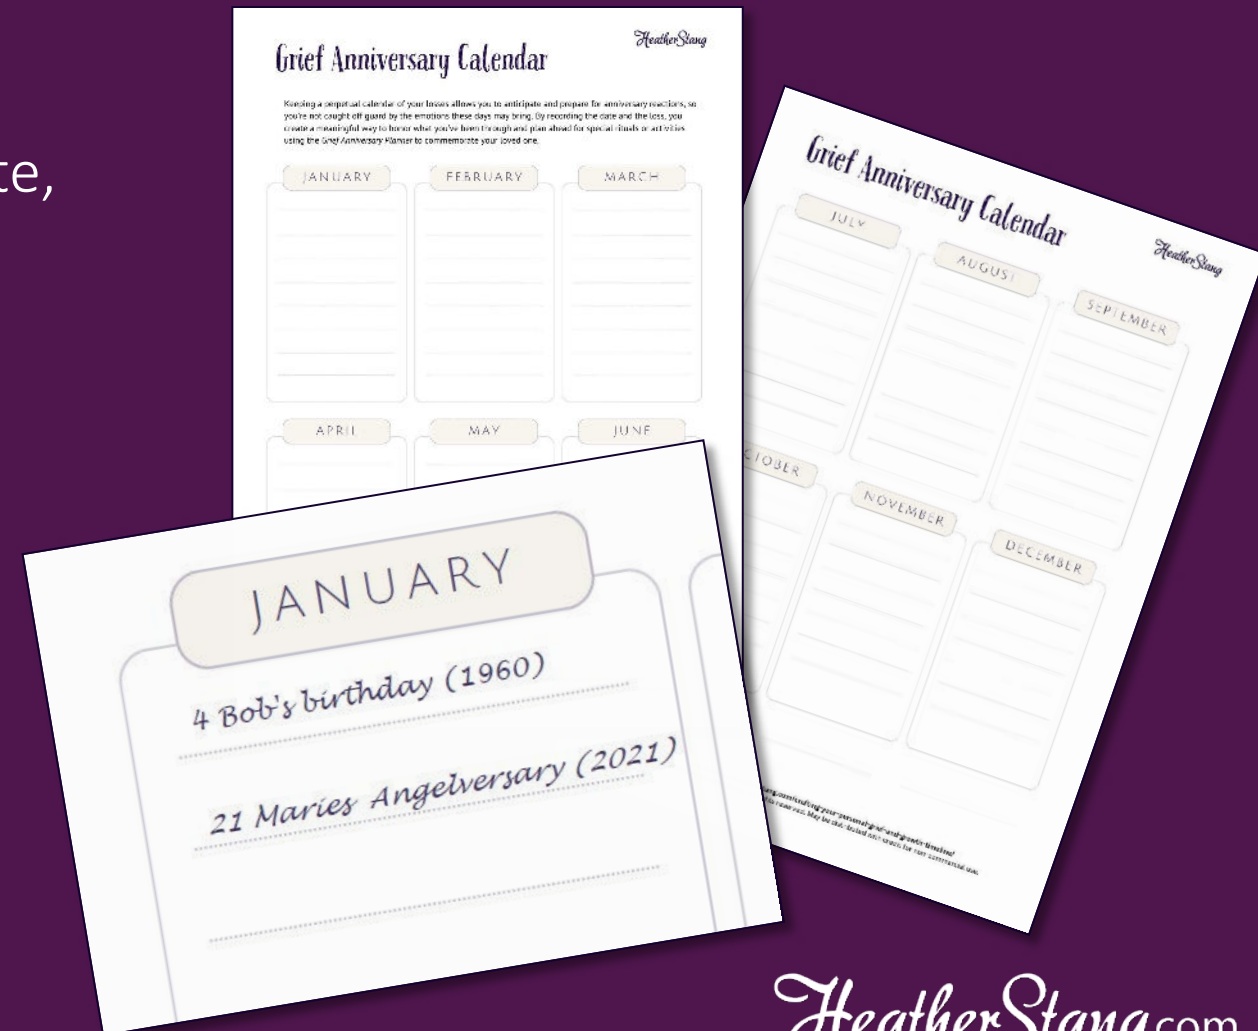 te,
Grief Anniversary Calendar
HeatherStang
Keeping a perpetual calendar of your losses allows you to anticipate and prepare for anniversary reactions, so
you're not caught off guard by the emotions these days may bring. By recording the date and the loss, you
create a meaningful way to honor what you've been through and plan ahead for special rituals or activities
using the Grief Anniversary Planner to commemorate your loved one.
JANUARY FEBRUARY MARCH
APRIL MAY JUNE
Grief Anniversary Calendar
HeatherStang
JULY AUGUST SEPTEMBER
CTOBER NOVEMBER DECEMBER
JANUARY
4 Bob's birthday (1960)
21 Maries Angelversary (2021)
HeatherStang.com